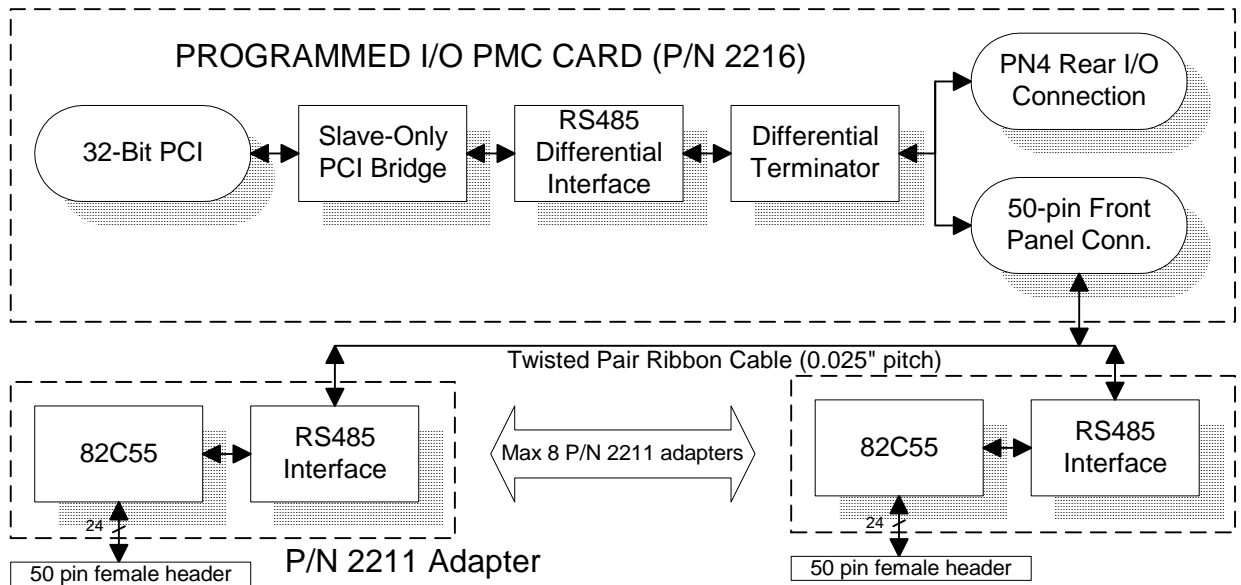 PROGRAMMED I/O PMC CARD (P/N 2216)
32-Bit PCI
Slave-Only
PCI Bridge
RS485
Differential
Interface
Differential
Terminator
PN4 Rear I/O
Connection
50-pin Front
Panel Conn.
Twisted Pair Ribbon Cable (0.025" pitch)
82C55
RS485
Interface
Max 8 P/N 2211 adapters
82C55
RS485
Interface
24
24
P/N 2211 Adapter
50 pin female header
50 pin female header